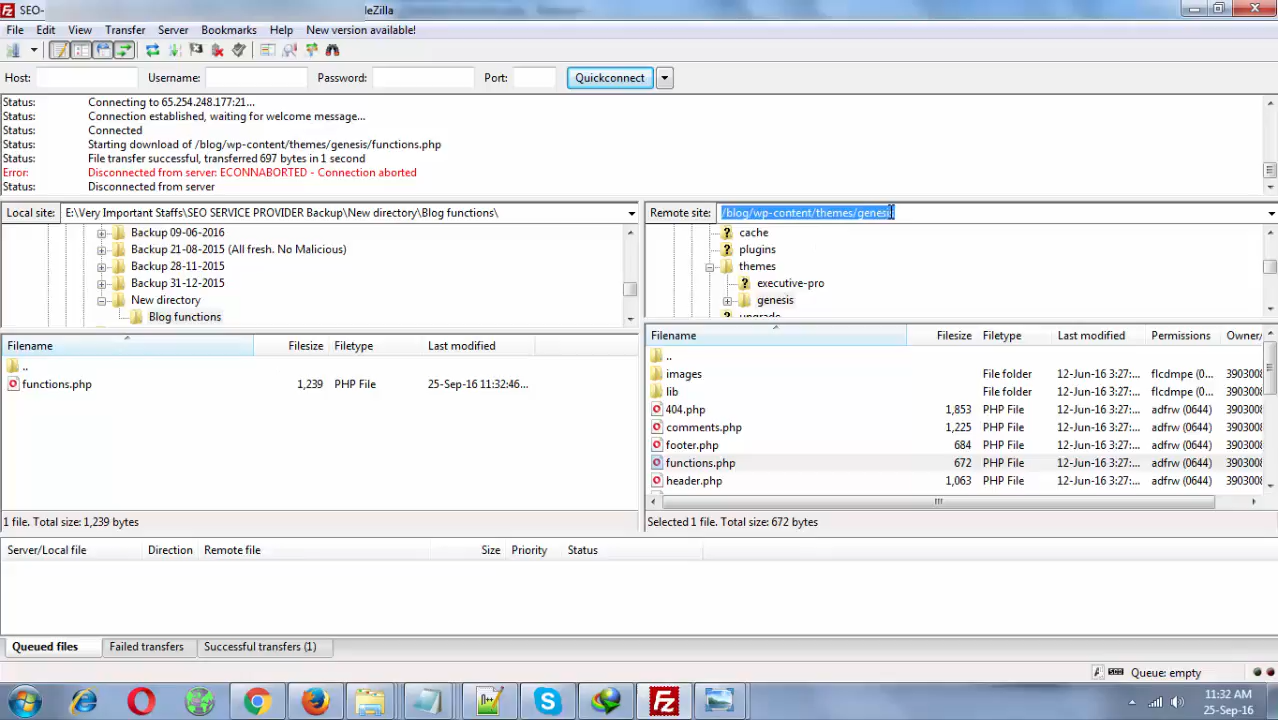 SEO- leZilla
File Edit View Transfer Server Bookmarks Help New version available!
Host: Username: Password: Port: Quickconnect
Status: Connecting to 65.254.248.177:21...
Status: Connection established, waiting for welcome message...
Status: Connected
Status: Starting download of /blog/wp-content/themes/genesis/functions.php
Status: File transfer successful, transferred 697 bytes in 1 second
Error: Disconnected from server: ECONNABORTED - Connection aborted
Status: Disconnected from server
Local site: E:\Very Important Staffs\SEO SERVICE PROVIDER Backup\New directory\Blog functions\
Backup 09-06-2016
Backup 21-08-2015 (All fresh. No Malicious)
Backup 28-11-2015
Backup 31-12-2015
New directory
Blog functions
Filename Filesize Filetype Last modified
..
functions.php 1,239 PHP File 25-Sep-16 11:32:46...
1 file. Total size: 1,239 bytes
Remote site: /blog/wp-content/themes/genesis
cache
plugins
themes
executive-pro
genesis
upgrade
Filename Filesize Filetype Last modified Permissions Owner/
..
images File folder 12-Jun-16 3:27:... flcdmpe (0... 3903008
lib File folder 12-Jun-16 3:27:... flcdmpe (0... 3903008
404.php 1,853 PHP File 12-Jun-16 3:27:... adfrw (0644) 3903008
comments.php 1,225 PHP File 12-Jun-16 3:27:... adfrw (0644) 3903008
footer.php 684 PHP File 12-Jun-16 3:27:... adfrw (0644) 3903008
functions.php 672 PHP File 12-Jun-16 3:27:... adfrw (0644) 3903008
header.php 1,063 PHP File 12-Jun-16 3:27:... adfrw (0644) 3903008
Selected 1 file. Total size: 672 bytes
Server/Local file Direction Remote file Size Priority Status
Queued files Failed transfers Successful transfers (1)
Queue: empty
11:32 AM
25-Sep-16